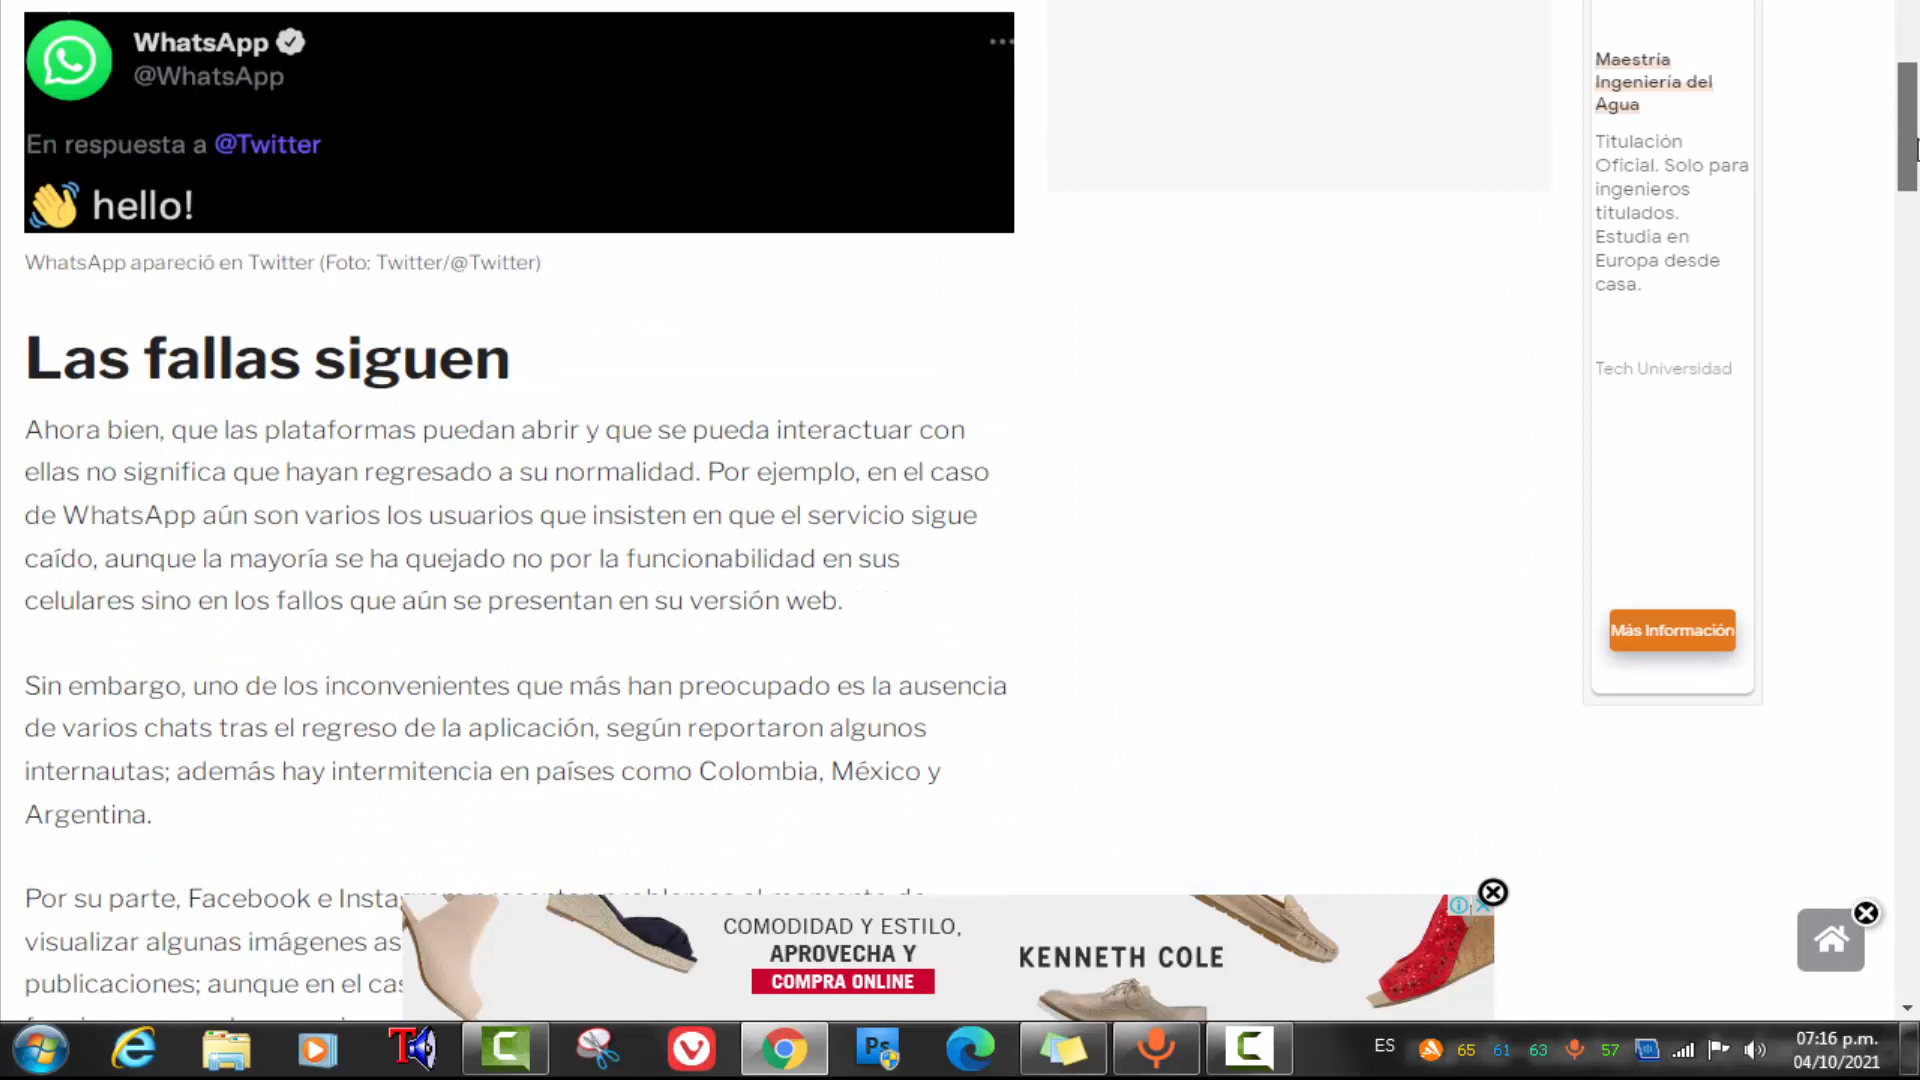 WhatsApp
@WhatsApp
En respuesta a @Twitter
👋 hello!
WhatsApp apareció en Twitter (Foto: Twitter/@Twitter)
Las fallas siguen
Ahora bien, que las plataformas puedan abrir y que se pueda interactuar con
ellas no significa que hayan regresado a su normalidad. Por ejemplo, en el caso
de WhatsApp aún son varios los usuarios que insisten en que el servicio sigue
caído, aunque la mayoría se ha quejado no por la funcionabilidad en sus
celulares sino en los fallos que aún se presentan en su versión web.
Sin embargo, uno de los inconvenientes que más han preocupado es la ausencia
de varios chats tras el regreso de la aplicación, según reportaron algunos
internautas; además hay intermitencia en países como Colombia, México y
Argentina.
Por su parte, Facebook e
visualizar algunas imágenes
publicaciones; aunque en el
Maestría
Ingeniería del
Agua
Titulación
Oficial. Solo para
ingenieros
titulados.
Estudia en
Europa desde
casa.
Tech Universidad
Más Información
COMODIDAD Y ESTILO,
APROVECHA Y
COMPRA ONLINE
KENNETH COLE
Ps
ES
65
61
63
57
07:16 p.m.
04/10/2021